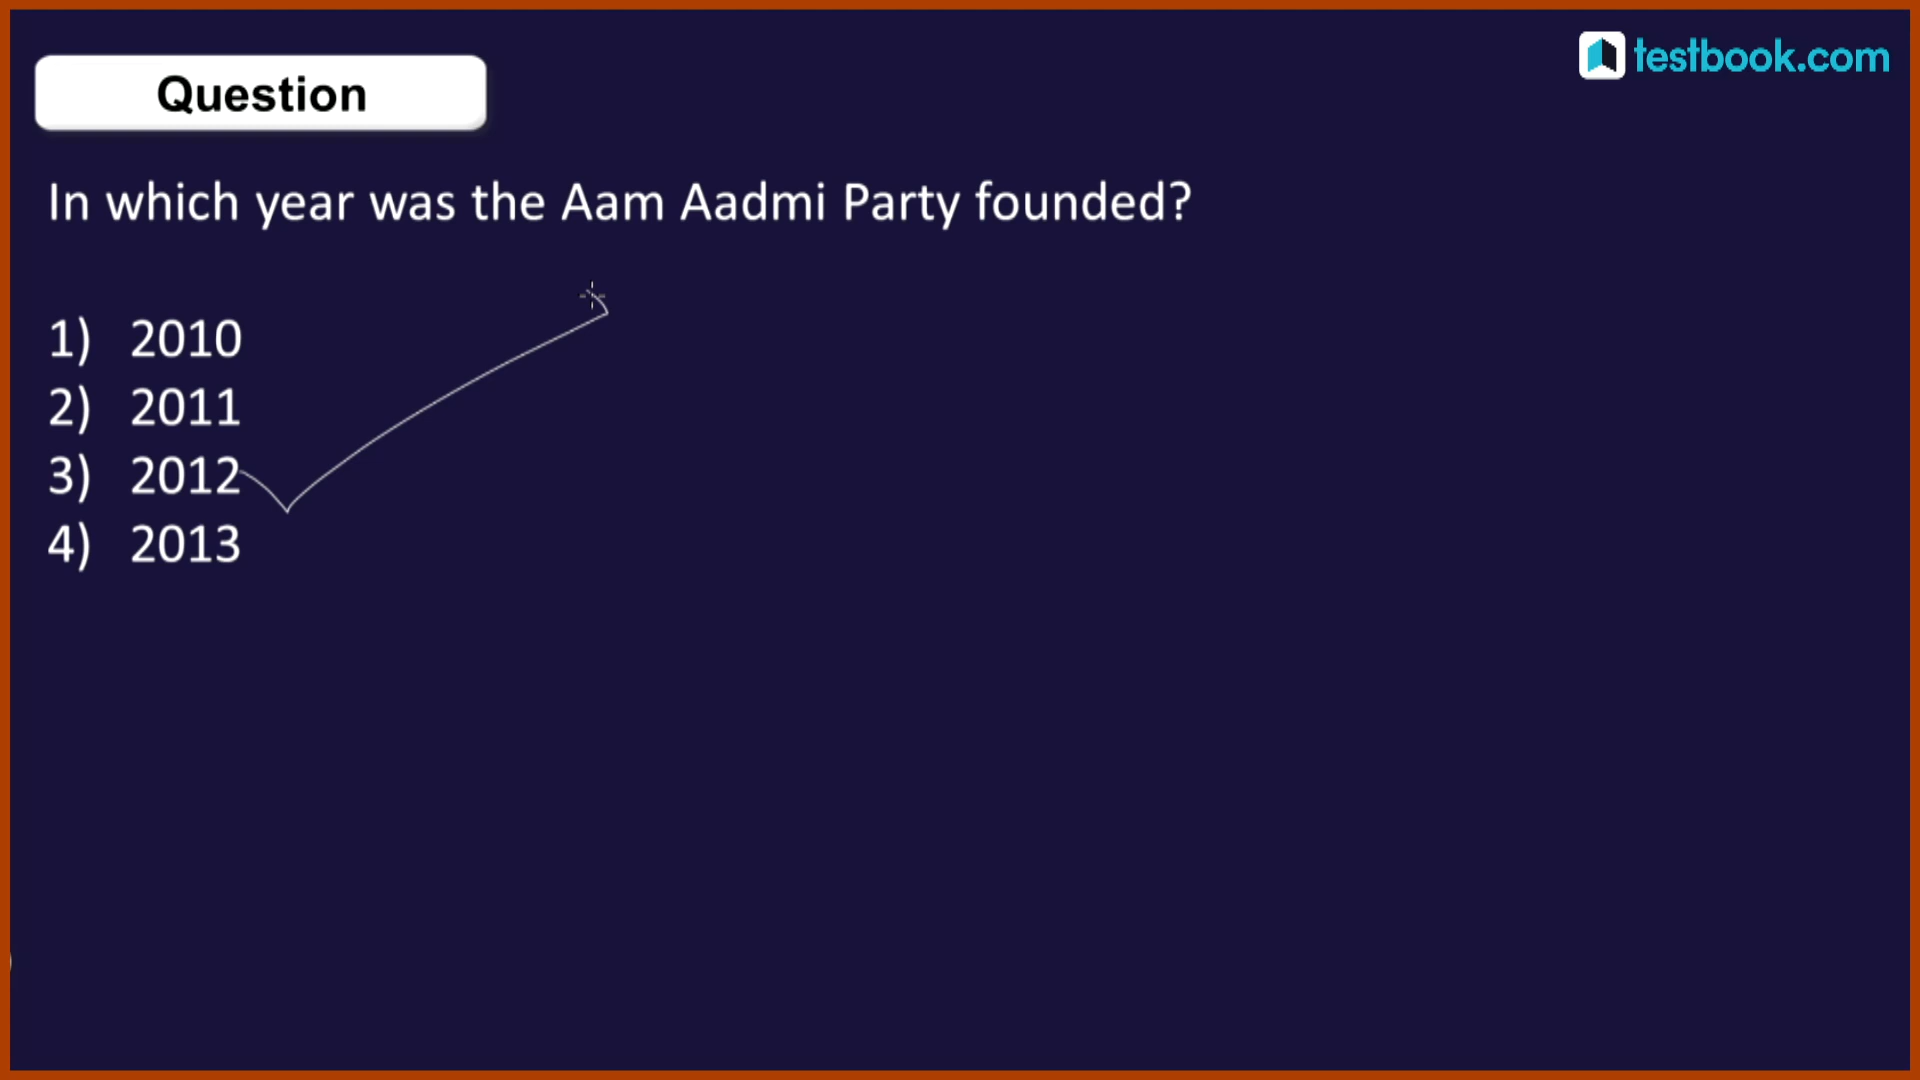 testbook.com
Question
In which year was the Aam Aadmi Party founded?
1) 2010
2) 2011
3) 2012
4) 2013